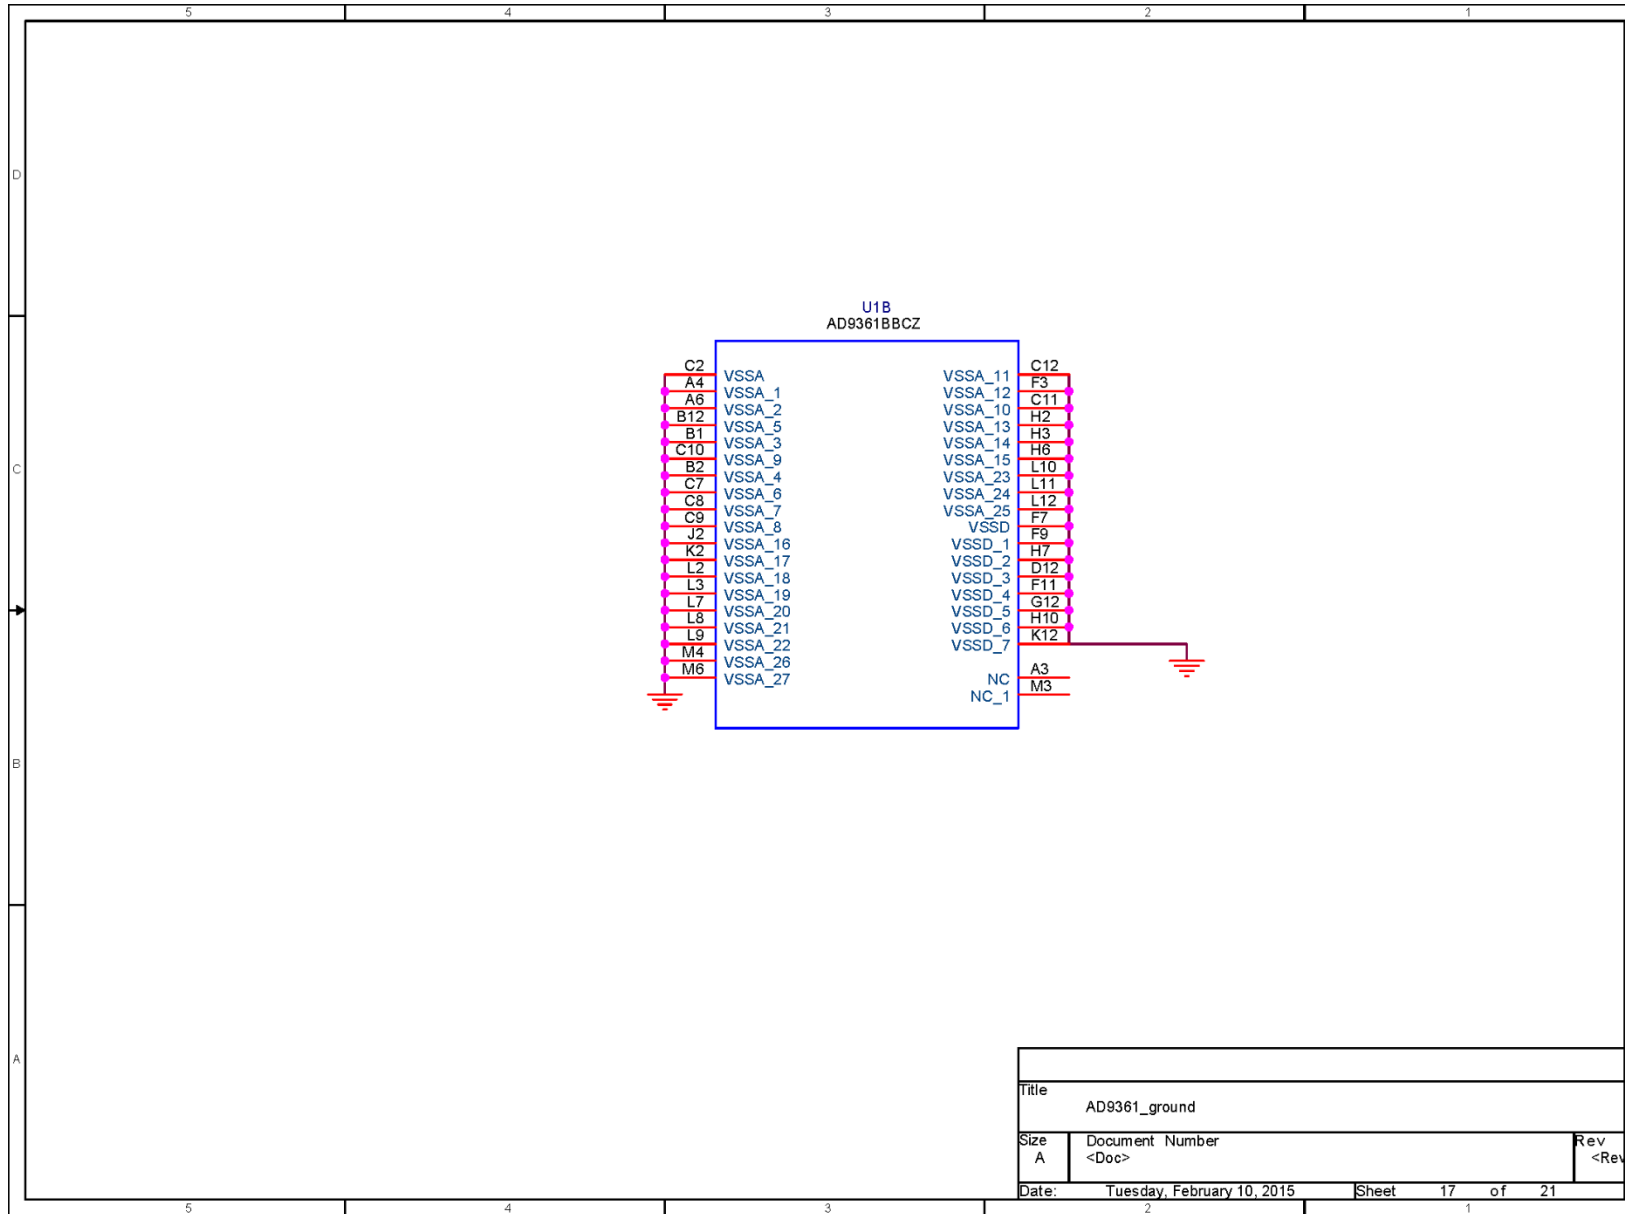 5 4 3 2 1
D
C
B
A
U1B
AD9361BBCZ
C2 VSSA
A4 VSSA_1
A6 VSSA_2
B12 VSSA_5
B1 VSSA_3
C10 VSSA_9
B2 VSSA_4
C7 VSSA_6
C8 VSSA_7
C9 VSSA_8
J2 VSSA_16
K2 VSSA_17
L2 VSSA_18
L3 VSSA_19
L7 VSSA_20
L8 VSSA_21
L9 VSSA_22
M4 VSSA_26
M6 VSSA_27
VSSA_11 C12
VSSA_12 F3
VSSA_10 C11
VSSA_13 H2
VSSA_14 H3
VSSA_15 H6
VSSA_23 L10
VSSA_24 L11
VSSA_25 L12
VSSD F7
VSSD_1 F9
VSSD_2 H7
VSSD_3 D12
VSSD_4 F11
VSSD_5 G12
VSSD_6 H10
VSSD_7 K12
NC A3
NC_1 M3
Title
AD9361_ground
Size Document Number Rev
A <Doc> <Rev
Date: Tuesday, February 10, 2015 Sheet 17 of 21
5 4 3 2 1